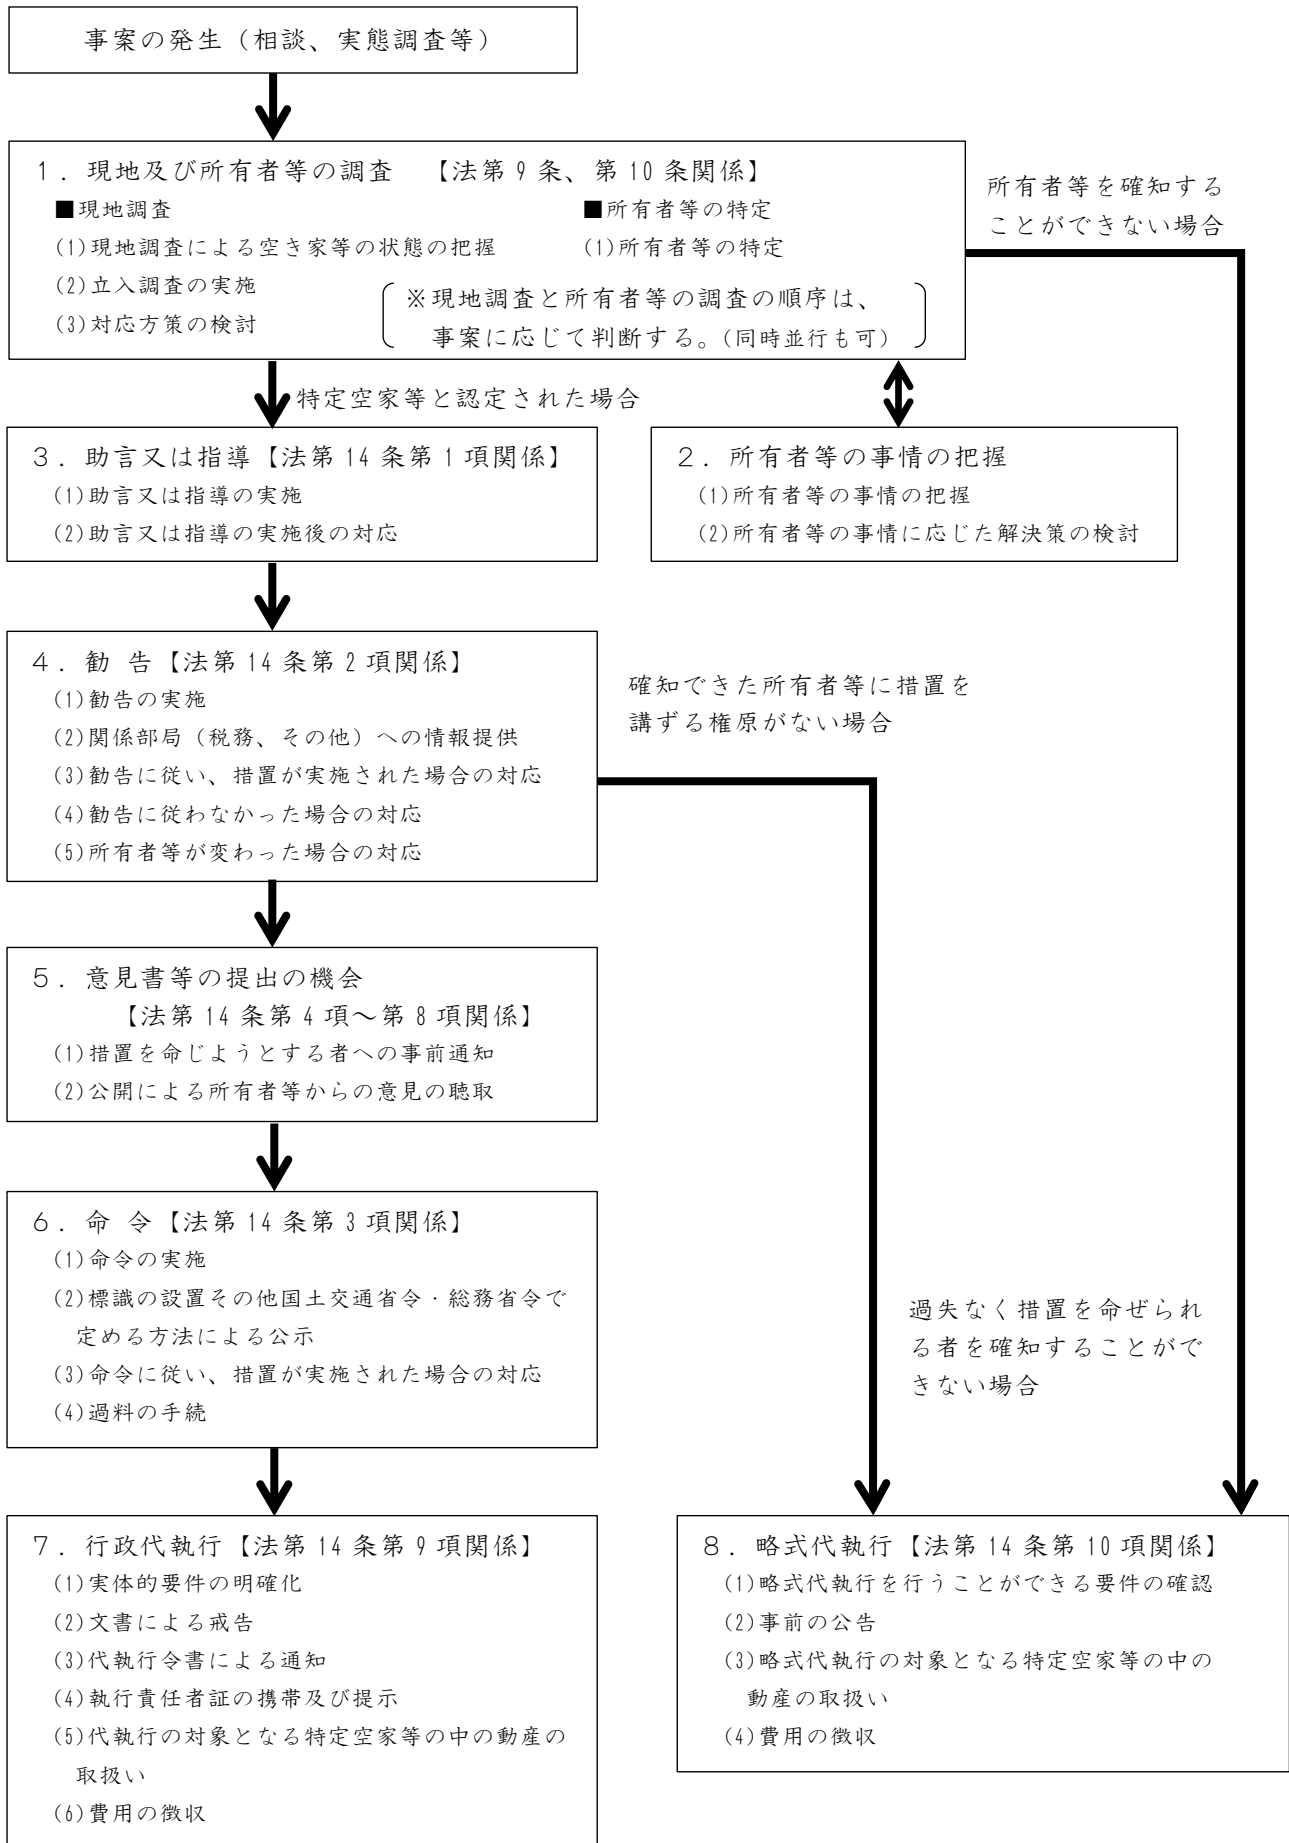 事案の発生（相談、実態調査等）
１．現地及び所有者等の調査　【法第９条、第10条関係】
■現地調査
(1)現地調査による空き家等の状態の把握
(2)立入調査の実施
(3)対応方策の検討
■所有者等の特定
(1)所有者等の特定
※現地調査と所有者等の調査の順序は、
事案に応じて判断する。（同時並行も可）
所有者等を確知する
ことができない場合
特定空家等と認定された場合
２．所有者等の事情の把握
(1)所有者等の事情の把握
(2)所有者等の事情に応じた解決策の検討
３．助言又は指導【法第14条第１項関係】
(1)助言又は指導の実施
(2)助言又は指導の実施後の対応
４．勧 告【法第14条第２項関係】
(1)勧告の実施
(2)関係部局（税務、その他）への情報提供
(3)勧告に従い、措置が実施された場合の対応
(4)勧告に従わなかった場合の対応
(5)所有者等が変わった場合の対応
確知できた所有者等に措置を
講ずる権原がない場合
５．意見書等の提出の機会
【法第14条第４項～第８項関係】
(1)措置を命じようとする者への事前通知
(2)公開による所有者等からの意見の聴取
６．命 令【法第14条第３項関係】
(1)命令の実施
(2)標識の設置その他国土交通省令・総務省令で
定める方法による公示
(3)命令に従い、措置が実施された場合の対応
(4)過料の手続
過失なく措置を命ぜられ
る者を確知することがで
きない場合
７．行政代執行【法第14条第９項関係】
(1)実体的要件の明確化
(2)文書による戒告
(3)代執行令書による通知
(4)執行責任者証の携帯及び提示
(5)代執行の対象となる特定空家等の中の動産の
取扱い
(6)費用の徴収
８．略式代執行【法第14条第10項関係】
(1)略式代執行を行うことができる要件の確認
(2)事前の公告
(3)略式代執行の対象となる特定空家等の中の
動産の取扱い
(4)費用の徴収